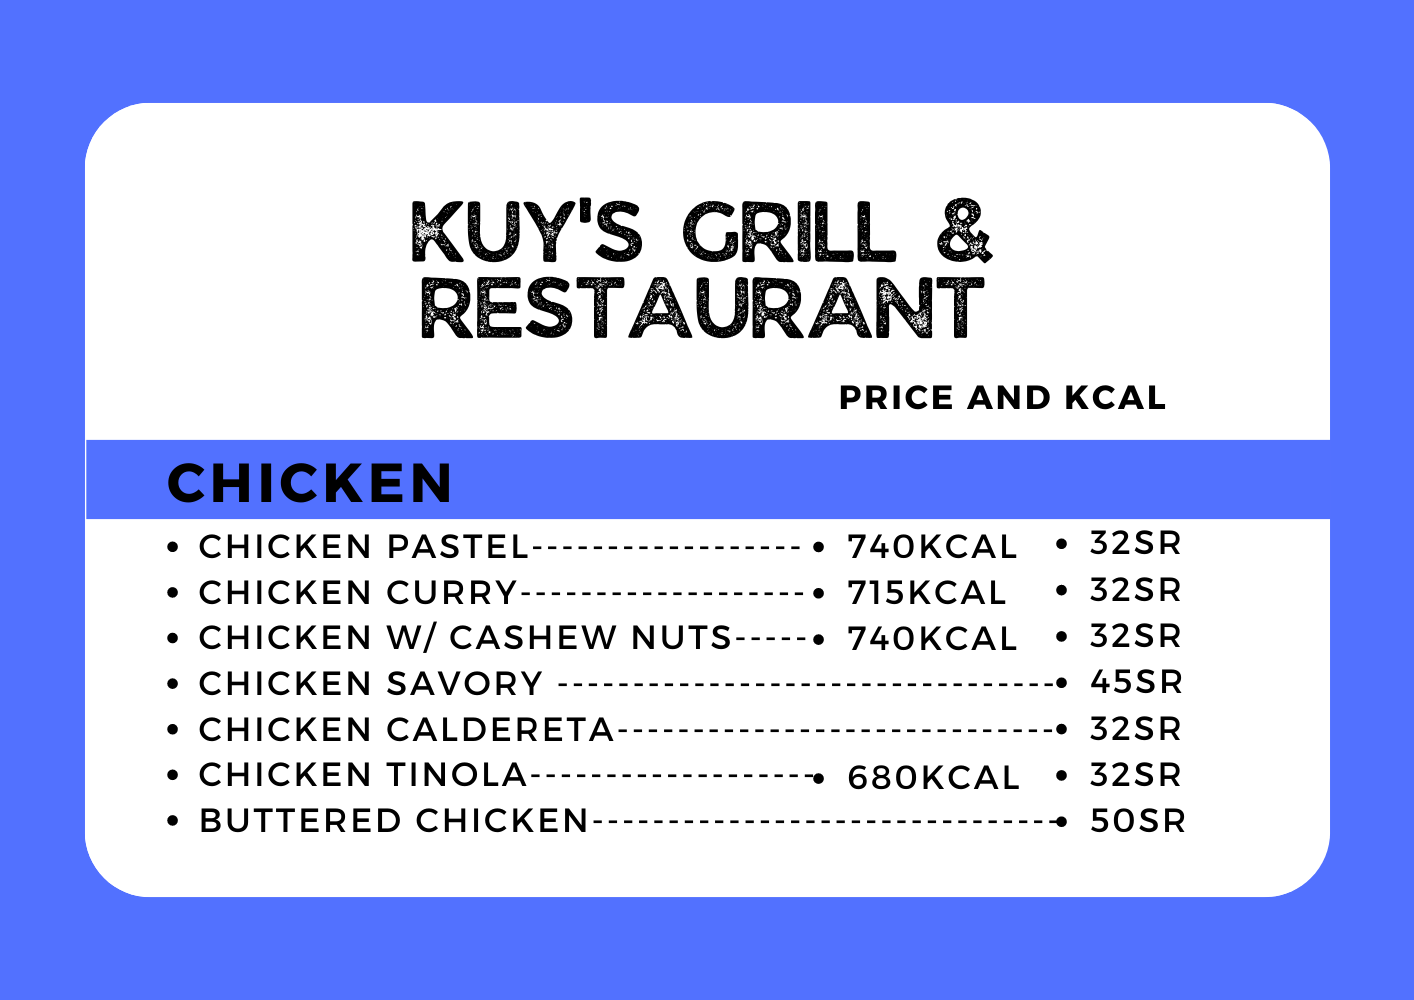 KUY'S GRILL &
RESTAURANT
PRICE AND KCAL
CHICKEN
• CHICKEN PASTEL------------------ • 740KCAL • 32SR
• CHICKEN CURRY------------------- • 715KCAL • 32SR
• CHICKEN W/ CASHEW NUTS-----• 740KCAL • 32SR
• CHICKEN SAVORY ---------------------------------• 45SR
• CHICKEN CALDERETA-----------------------------• 32SR
• CHICKEN TINOLA-------------------• 680KCAL • 32SR
• BUTTERED CHICKEN-------------------------------• 50SR